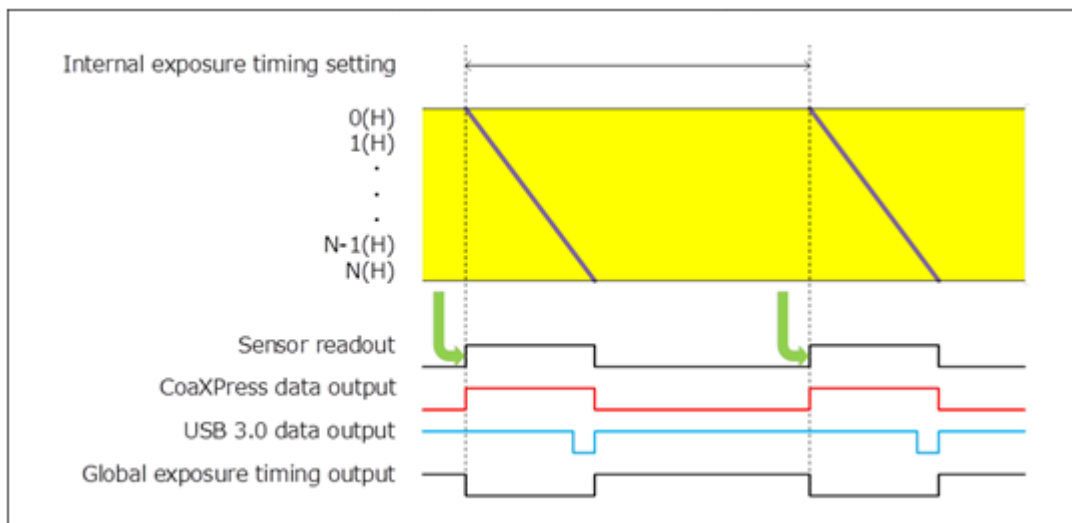 Internal exposure timing setting
0(H)
1(H)
.
.
.
N-1(H)
N(H)
Sensor readout
CoaXPress data output
USB 3.0 data output
Global exposure timing output